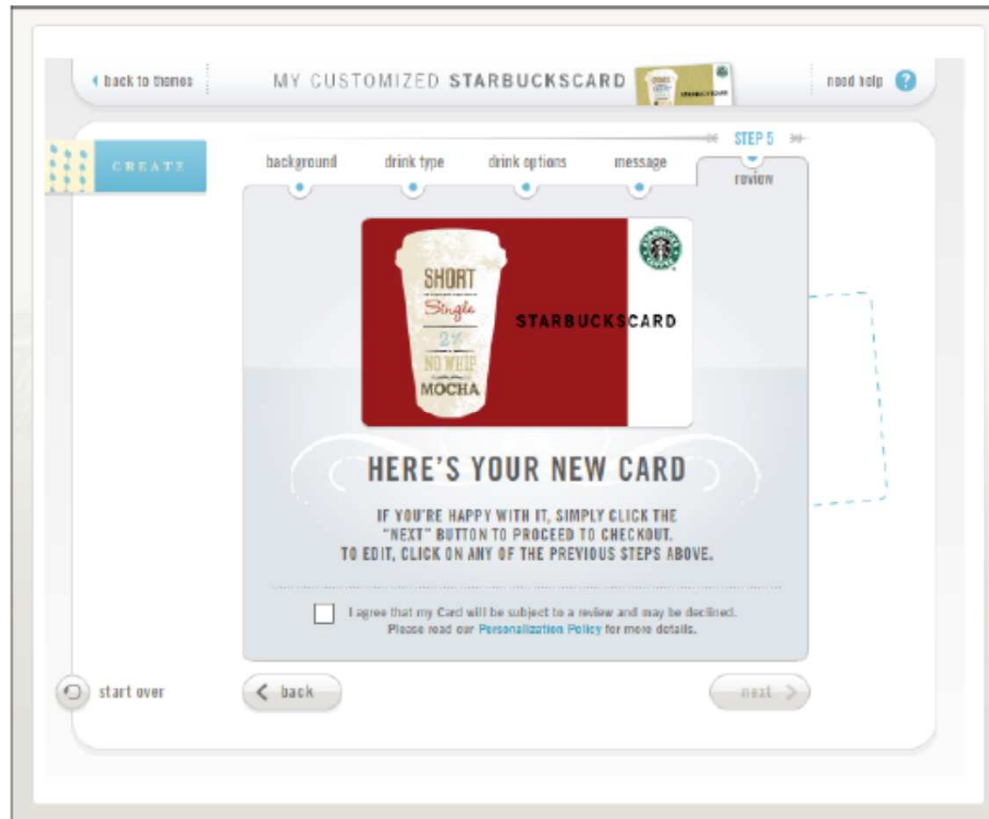 back to themes
MY CUSTOMIZED STARBUCKSCARD
need help ?
CREATE
STEP 5
background
drink type
drink options
message
review
SHORT
Single
2%
NO WHIP
MOCHA
STARBUCKSCARD
HERE'S YOUR NEW CARD
IF YOU'RE HAPPY WITH IT, SIMPLY CLICK THE
"NEXT" BUTTON TO PROCEED TO CHECKOUT.
TO EDIT, CLICK ON ANY OF THE PREVIOUS STEPS ABOVE.
I agree that my Card will be subject to a review and may be declined.
Please read our Personalization Policy for more details.
start over
back
next